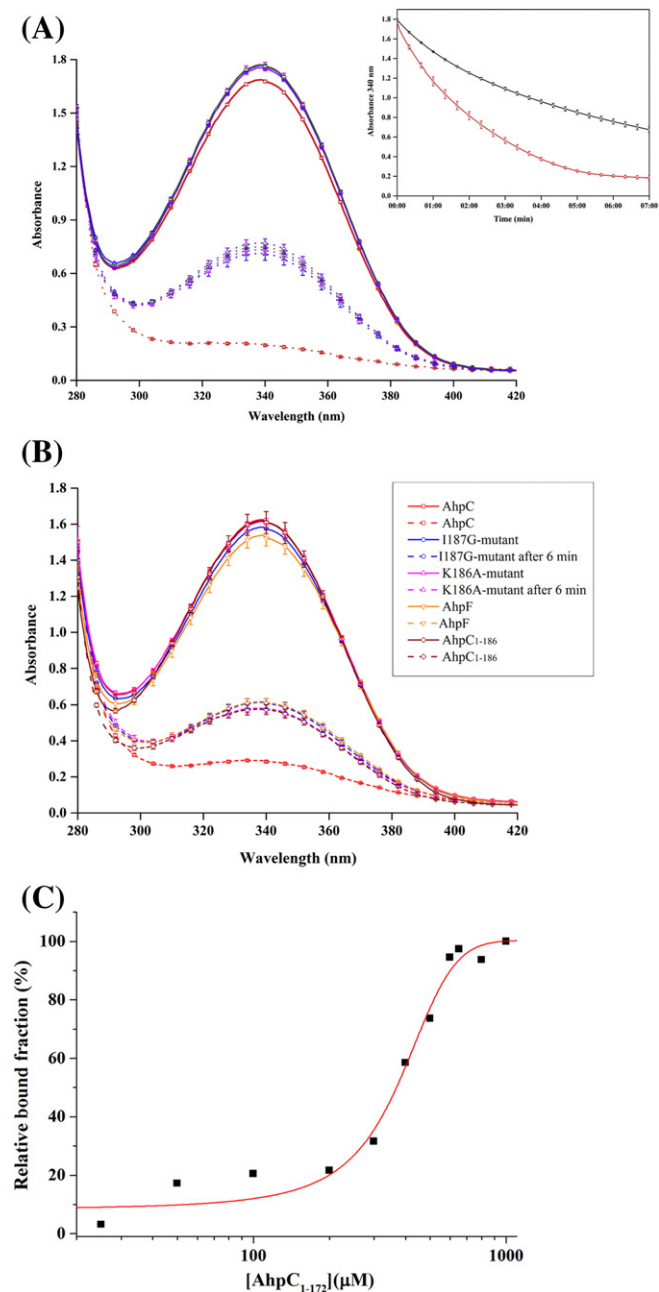 (A)
Absorbance
1.8
1.5
1.2
0.9
0.6
0.3
0.0
280
300
320
340
360
380
400
420
Wavelength (nm)
Absorbance 340 nm
1.8
1.6
1.4
1.2
1.0
0.8
0.6
0.4
0.2
0.0
00:00
01:00
02:00
03:00
04:00
05:00
06:00
07:00
Time (min)
(B)
Absorbance
1.8
1.6
1.4
1.2
1.0
0.8
0.6
0.4
0.2
0.0
280
300
320
340
360
380
400
420
Wavelength (nm)
AhpC
AhpC
I187G-mutant
I187G-mutant after 6 min
K186A-mutant
K186A-mutant after 6 min
AhpF
AhpF
AhpC1-186
AhpC1-186
(C)
Relative bound fraction (%)
100
80
60
40
20
0
100
1000
[AhpC1-172](μM)